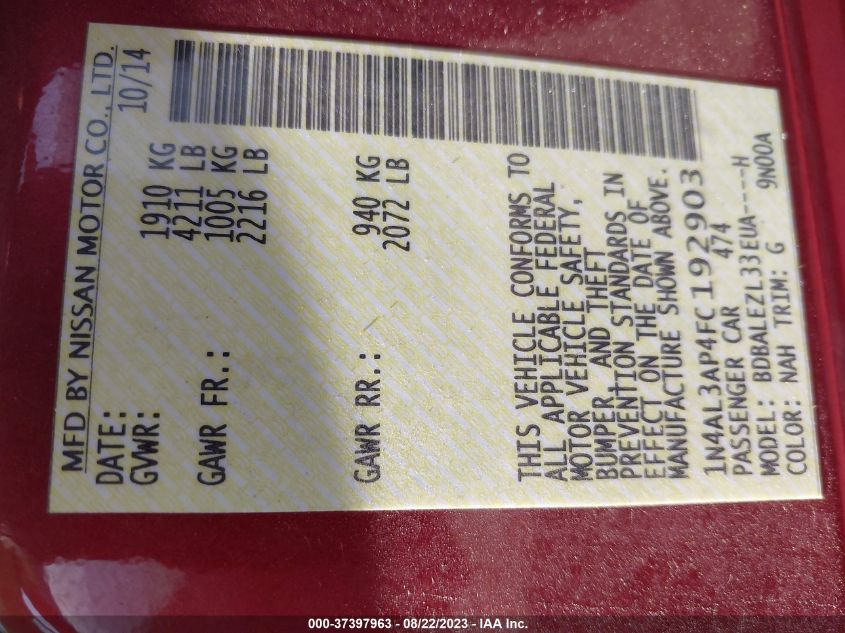 MFD BY NISSAN MOTOR CO., LTD.
DATE: 10/14
GVWR: 1910 KG
4211 LB
GAWR FR.: 1005 KG
2216 LB
GAWR RR.: 940 KG
2072 LB
THIS VEHICLE CONFORMS TO
ALL APPLICABLE FEDERAL
MOTOR VEHICLE SAFETY,
BUMPER, AND THEFT
PREVENTION STANDARDS IN
EFFECT ON THE DATE OF
MANUFACTURE SHOWN ABOVE.
1N4AL3AP4FC192903
PASSENGER CAR 474
MODEL: BDBALEZL33EUA----H
COLOR: NAH TRIM: G 9N00A
000-37397963 - 08/22/2023 - IAA Inc.